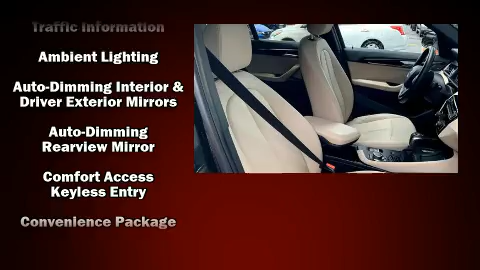 Traffic Information
Ambient Lighting
Auto-Dimming Interior &
Driver Exterior Mirrors
Auto-Dimming
Rearview Mirror
Comfort Access
Keyless Entry
Convenience Package